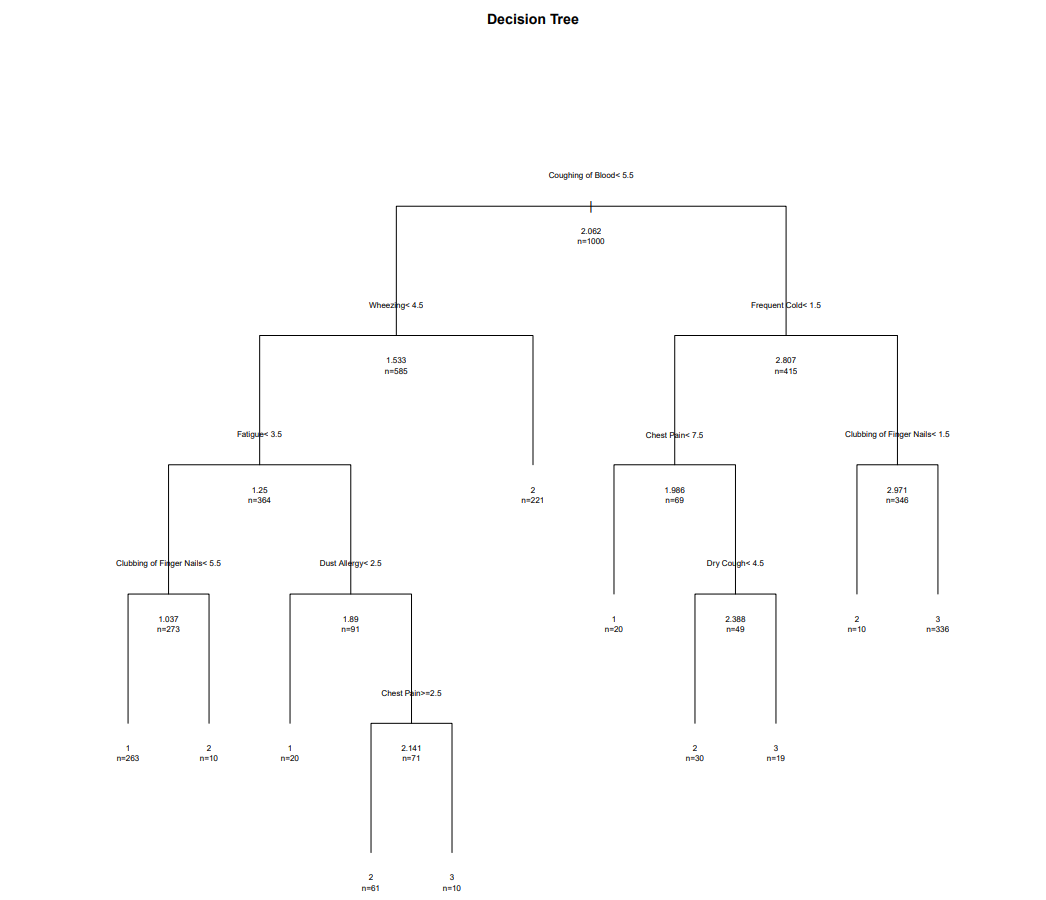 Decision Tree
Coughing of Blood< 5.5
2.062
n=1000
Wheezing< 4.5
Frequent Cold< 1.5
1.533
n=585
2.807
n=415
Fatigue< 3.5
Chest Pain< 7.5
Clubbing of Finger Nails< 1.5
1.25
n=364
2
n=221
1.986
n=69
2.971
n=346
Clubbing of Finger Nails< 5.5
Dust Allergy< 2.5
Dry Cough< 4.5
1.037
n=273
1.89
n=91
1
n=20
2.388
n=49
2
n=10
3
n=336
Chest Pain>=2.5
1
n=263
2
n=10
1
n=20
2.141
n=71
2
n=30
3
n=19
2
n=61
3
n=10